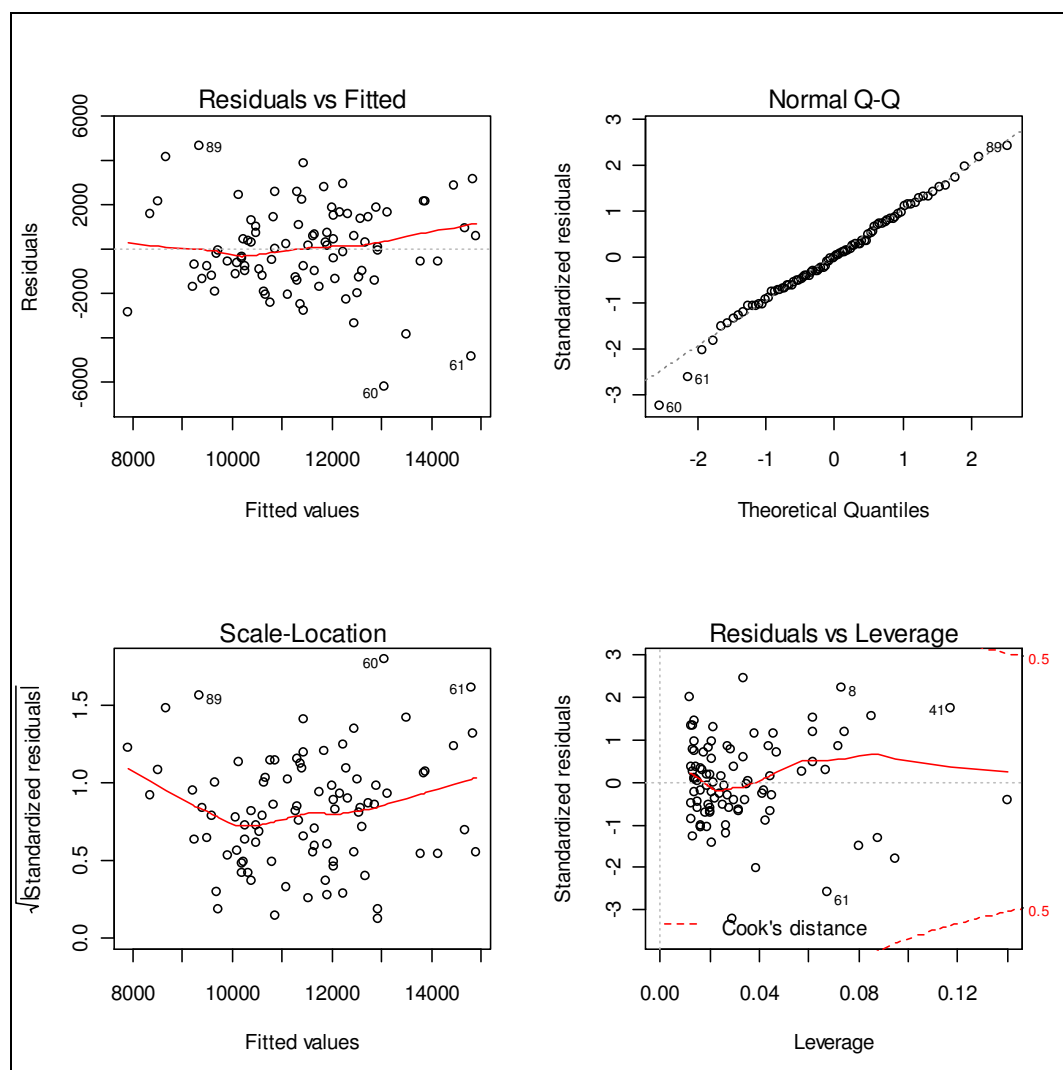 Residuals vs Fitted
Residuals
-6000 -2000 2000 6000
89
61
60
8000 10000 12000 14000
Fitted values
Normal Q-Q
Standardized residuals
-3 -2 -1 0 1 2 3
89
61
60
-2 -1 0 1 2
Theoretical Quantiles
Scale-Location
√|Standardized residuals|
0.0 0.5 1.0 1.5
60
61
89
8000 10000 12000 14000
Fitted values
Residuals vs Leverage
Standardized residuals
-3 -2 -1 0 1 2 3
0.5
8
41
61
0.5
Cook's distance
0.00 0.04 0.08 0.12
Leverage